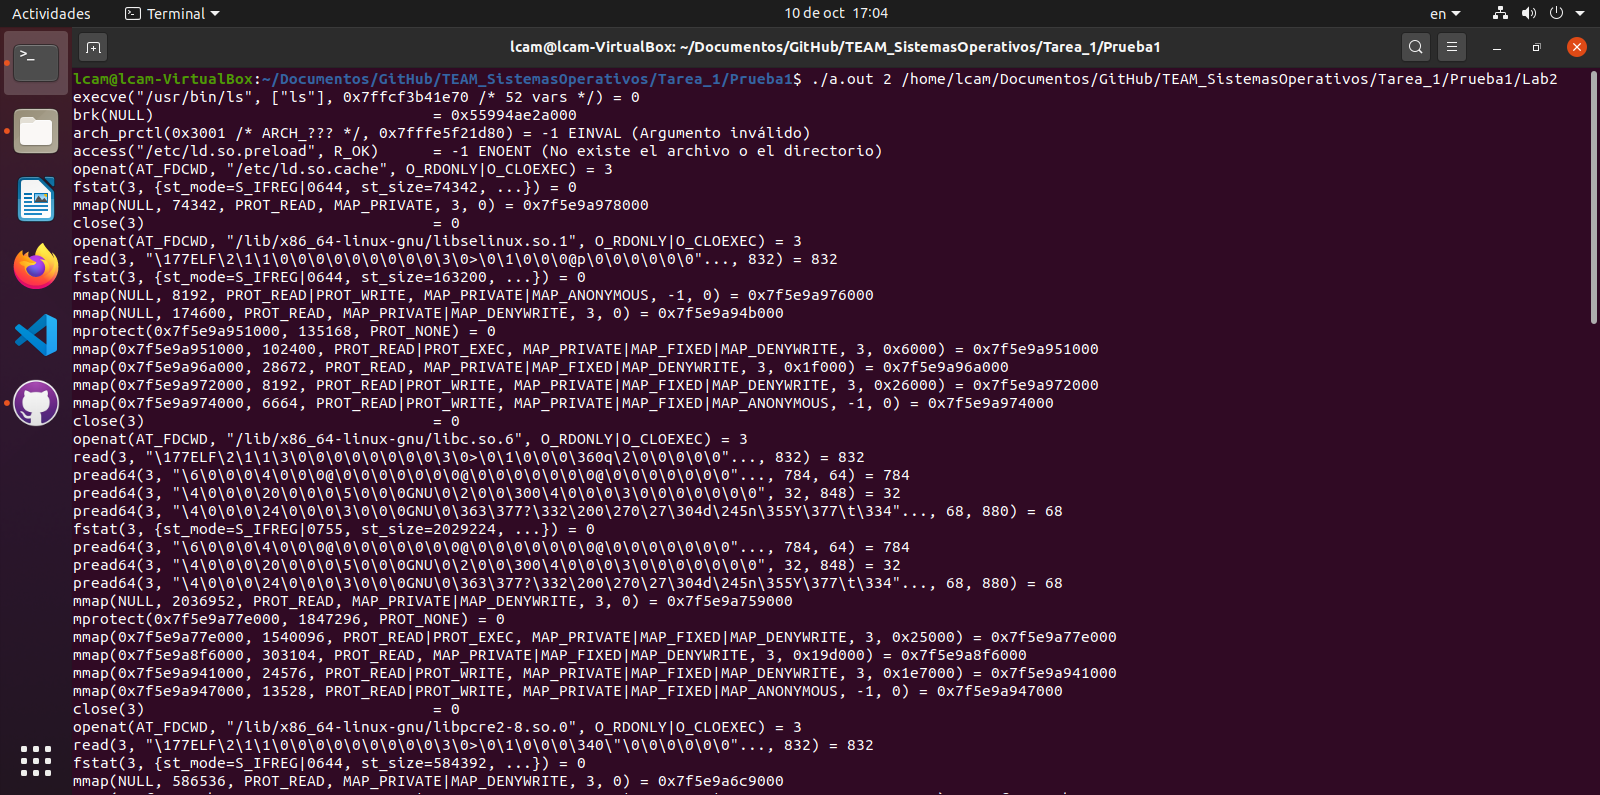 Actividades
Terminal
10 de oct 17:04
en
lcam@lcam-VirtualBox: ~/Documentos/GitHub/TEAM_SistemasOperativos/Tarea_1/Prueba1
lcam@lcam-VirtualBox:~/Documentos/GitHub/TEAM_SistemasOperativos/Tarea_1/Prueba1$ ./a.out 2 /home/lcam/Documentos/GitHub/TEAM_SistemasOperativos/Tarea_1/Prueba1/Lab2
execve("/usr/bin/ls", ["ls"], 0x7ffcf3b41e70 /* 52 vars */) = 0
brk(NULL)                               = 0x55994ae2a000
arch_prctl(0x3001 /* ARCH_??? */, 0x7fffe5f21d80) = -1 EINVAL (Argumento inválido)
access("/etc/ld.so.preload", R_OK)      = -1 ENOENT (No existe el archivo o el directorio)
openat(AT_FDCWD, "/etc/ld.so.cache", O_RDONLY|O_CLOEXEC) = 3
fstat(3, {st_mode=S_IFREG|0644, st_size=74342, ...}) = 0
mmap(NULL, 74342, PROT_READ, MAP_PRIVATE, 3, 0) = 0x7f5e9a978000
close(3)                                = 0
openat(AT_FDCWD, "/lib/x86_64-linux-gnu/libselinux.so.1", O_RDONLY|O_CLOEXEC) = 3
read(3, "\177ELF\2\1\1\0\0\0\0\0\0\0\0\0\3\0>\0\1\0\0\0@p\0\0\0\0\0\0"..., 832) = 832
fstat(3, {st_mode=S_IFREG|0644, st_size=163200, ...}) = 0
mmap(NULL, 8192, PROT_READ|PROT_WRITE, MAP_PRIVATE|MAP_ANONYMOUS, -1, 0) = 0x7f5e9a976000
mmap(NULL, 174600, PROT_READ, MAP_PRIVATE|MAP_DENYWRITE, 3, 0) = 0x7f5e9a94b000
mprotect(0x7f5e9a951000, 135168, PROT_NONE) = 0
mmap(0x7f5e9a951000, 102400, PROT_READ|PROT_EXEC, MAP_PRIVATE|MAP_FIXED|MAP_DENYWRITE, 3, 0x6000) = 0x7f5e9a951000
mmap(0x7f5e9a96a000, 28672, PROT_READ, MAP_PRIVATE|MAP_FIXED|MAP_DENYWRITE, 3, 0x1f000) = 0x7f5e9a96a000
mmap(0x7f5e9a972000, 8192, PROT_READ|PROT_WRITE, MAP_PRIVATE|MAP_FIXED|MAP_DENYWRITE, 3, 0x26000) = 0x7f5e9a972000
mmap(0x7f5e9a974000, 6664, PROT_READ|PROT_WRITE, MAP_PRIVATE|MAP_FIXED|MAP_ANONYMOUS, -1, 0) = 0x7f5e9a974000
close(3)                                = 0
openat(AT_FDCWD, "/lib/x86_64-linux-gnu/libc.so.6", O_RDONLY|O_CLOEXEC) = 3
read(3, "\177ELF\2\1\1\3\0\0\0\0\0\0\0\0\3\0>\0\1\0\0\0\360q\2\0\0\0\0\0"..., 832) = 832
pread64(3, "\6\0\0\0\4\0\0\0@\0\0\0\0\0\0\0@\0\0\0\0\0\0\0@\0\0\0\0\0\0\0"..., 784, 64) = 784
pread64(3, "\4\0\0\0\20\0\0\0\5\0\0\0GNU\0\2\0\0\300\4\0\0\0\3\0\0\0\0\0\0\0", 32, 848) = 32
pread64(3, "\4\0\0\0\24\0\0\0\3\0\0\0GNU\0\363\377?\332\200\270\27\304d\245n\355Y\377\t\334"..., 68, 880) = 68
fstat(3, {st_mode=S_IFREG|0755, st_size=2029224, ...}) = 0
pread64(3, "\6\0\0\0\4\0\0\0@\0\0\0\0\0\0\0@\0\0\0\0\0\0\0@\0\0\0\0\0\0\0"..., 784, 64) = 784
pread64(3, "\4\0\0\0\20\0\0\0\5\0\0\0GNU\0\2\0\0\300\4\0\0\0\3\0\0\0\0\0\0\0", 32, 848) = 32
pread64(3, "\4\0\0\0\24\0\0\0\3\0\0\0GNU\0\363\377?\332\200\270\27\304d\245n\355Y\377\t\334"..., 68, 880) = 68
mmap(NULL, 2036952, PROT_READ, MAP_PRIVATE|MAP_DENYWRITE, 3, 0) = 0x7f5e9a759000
mprotect(0x7f5e9a77e000, 1847296, PROT_NONE) = 0
mmap(0x7f5e9a77e000, 1540096, PROT_READ|PROT_EXEC, MAP_PRIVATE|MAP_FIXED|MAP_DENYWRITE, 3, 0x25000) = 0x7f5e9a77e000
mmap(0x7f5e9a8f6000, 303104, PROT_READ, MAP_PRIVATE|MAP_FIXED|MAP_DENYWRITE, 3, 0x19d000) = 0x7f5e9a8f6000
mmap(0x7f5e9a941000, 24576, PROT_READ|PROT_WRITE, MAP_PRIVATE|MAP_FIXED|MAP_DENYWRITE, 3, 0x1e7000) = 0x7f5e9a941000
mmap(0x7f5e9a947000, 13528, PROT_READ|PROT_WRITE, MAP_PRIVATE|MAP_FIXED|MAP_ANONYMOUS, -1, 0) = 0x7f5e9a947000
close(3)                                = 0
openat(AT_FDCWD, "/lib/x86_64-linux-gnu/libpcre2-8.so.0", O_RDONLY|O_CLOEXEC) = 3
read(3, "\177ELF\2\1\1\0\0\0\0\0\0\0\0\0\3\0>\0\1\0\0\0\340\"\0\0\0\0\0\0"..., 832) = 832
fstat(3, {st_mode=S_IFREG|0644, st_size=584392, ...}) = 0
mmap(NULL, 586536, PROT_READ, MAP_PRIVATE|MAP_DENYWRITE, 3, 0) = 0x7f5e9a6c9000